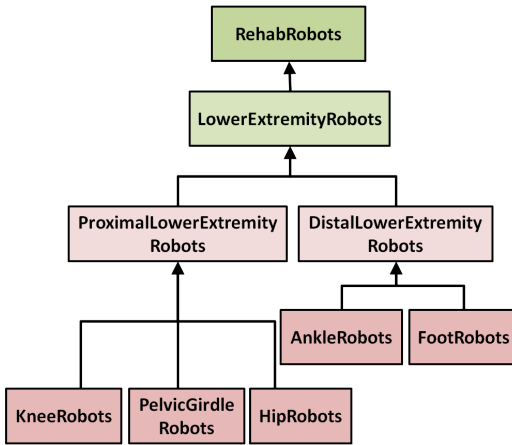 RehabRobots
LowerExtremityRobots
ProximalLowerExtremity
Robots
DistalLowerExtremity
Robots
AnkleRobots
FootRobots
KneeRobots
PelvicGirdle
Robots
HipRobots